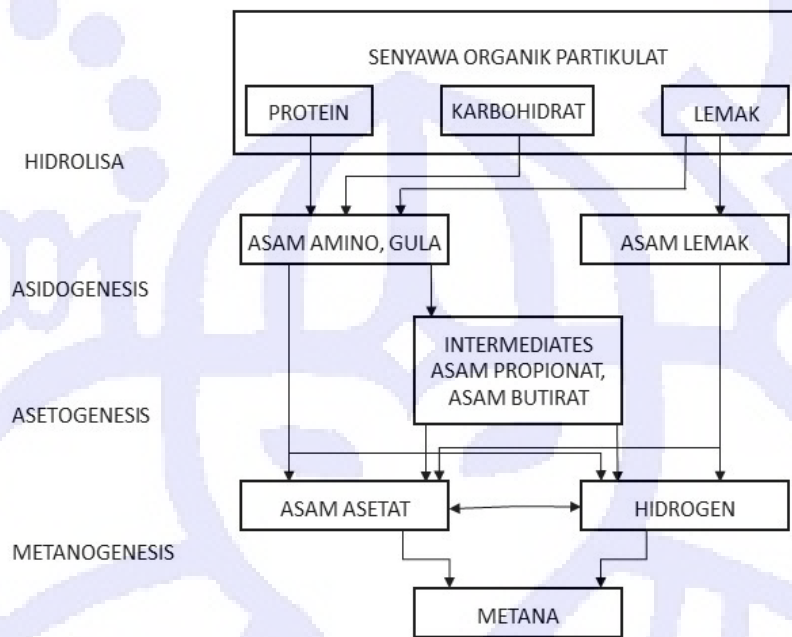 SENYAWA ORGANIK PARTIKULAT
PROTEIN
KARBOHIDRAT
LEMAK
HIDROLISA
ASAM AMINO, GULA
ASAM LEMAK
ASIDOGENESIS
INTERMEDIATES
ASAM PROPIONAT,
ASAM BUTIRAT
ASETOGENESIS
ASAM ASETAT
HIDROGEN
METANOGENESIS
METANA